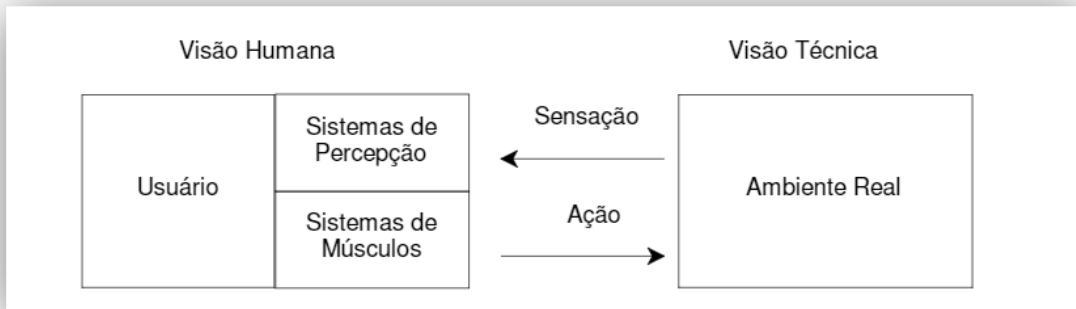 Visão Humana
Visão Técnica
Usuário
Sistemas de
Percepção
Sistemas de
Músculos
Sensação
Ação
Ambiente Real